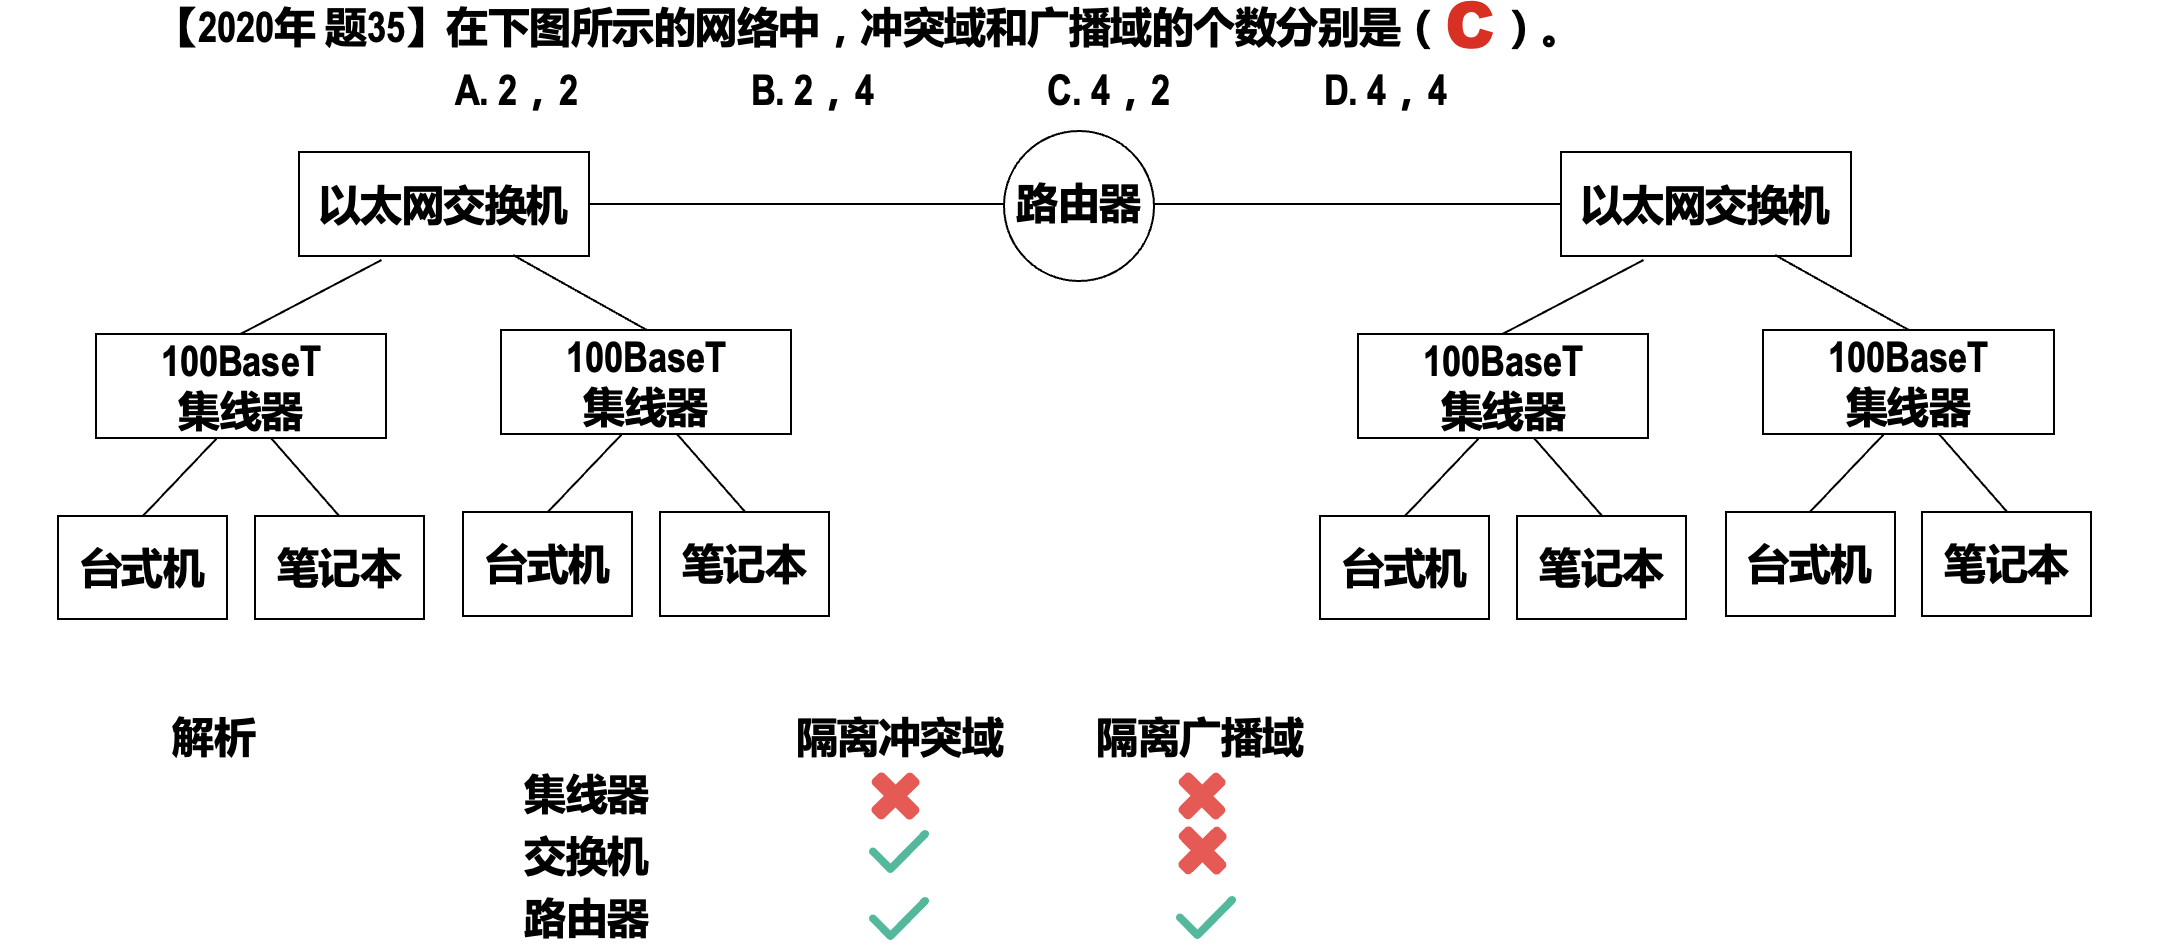 【2020年 题35】在下图所示的网络中，冲突域和广播域的个数分别是（ C ）。
A. 2，2 B. 2，4 C. 4，2 D. 4，4
以太网交换机 路由器 以太网交换机
100BaseT 100BaseT 100BaseT 100BaseT
集线器 集线器 集线器 集线器
台式机 笔记本 台式机 笔记本 台式机 笔记本 台式机 笔记本
解析 隔离冲突域 隔离广播域
集线器
交换机
路由器